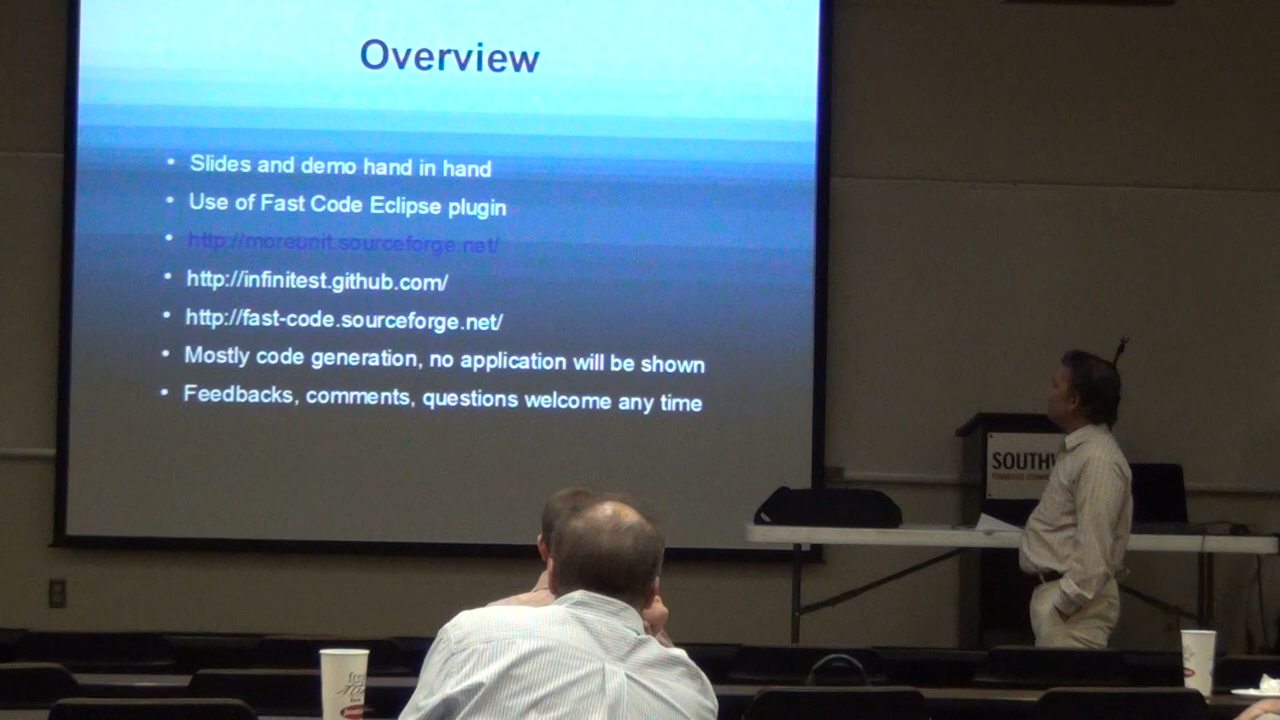 Overview
• Slides and demo hand in hand
• Use of Fast Code Eclipse plugin
• http://moreunit.sourceforge.net/
• http://infinitest.github.com/
• http://fast-code.sourceforge.net/
• Mostly code generation, no application will be shown
• Feedbacks, comments, questions welcome any time
SOUTHW